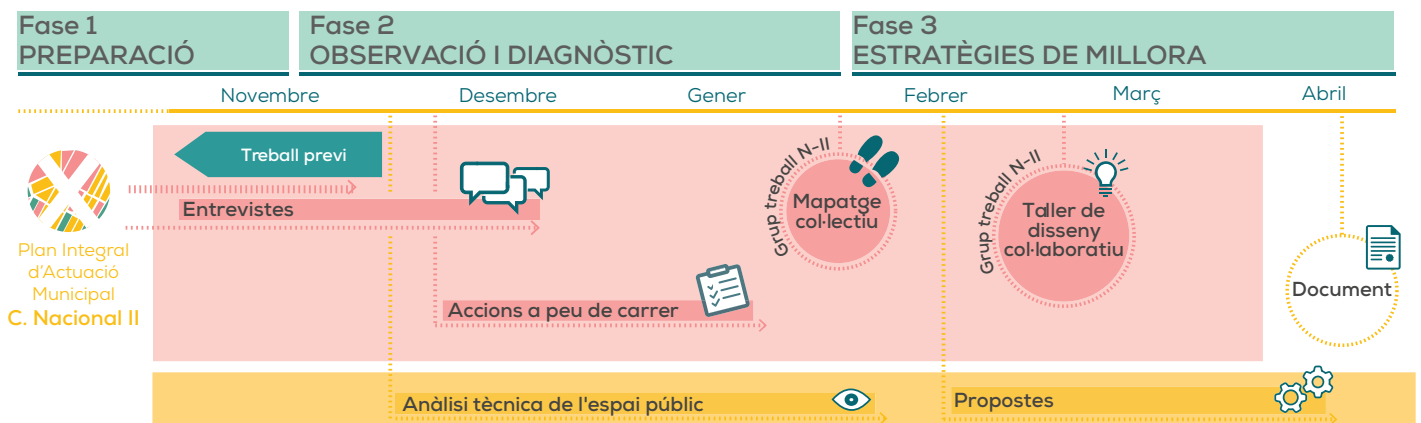 Fase 1
PREPARACIÓ
Fase 2
OBSERVACIÓ I DIAGNÒSTIC
Fase 3
ESTRATÈGIES DE MILLORA
Novembre
Desembre
Gener
Febrer
Març
Abril
Treball previ
Entrevistes
Plan Integral
d'Actuació
Municipal
C. Nacional II
Accions a peu de carrer
Grup treball N-II
Mapatge
col·lectiu
Grup treball N-II
Taller de
disseny
col·laboratiu
Document
Anàlisi tècnica de l'espai públic
Propostes